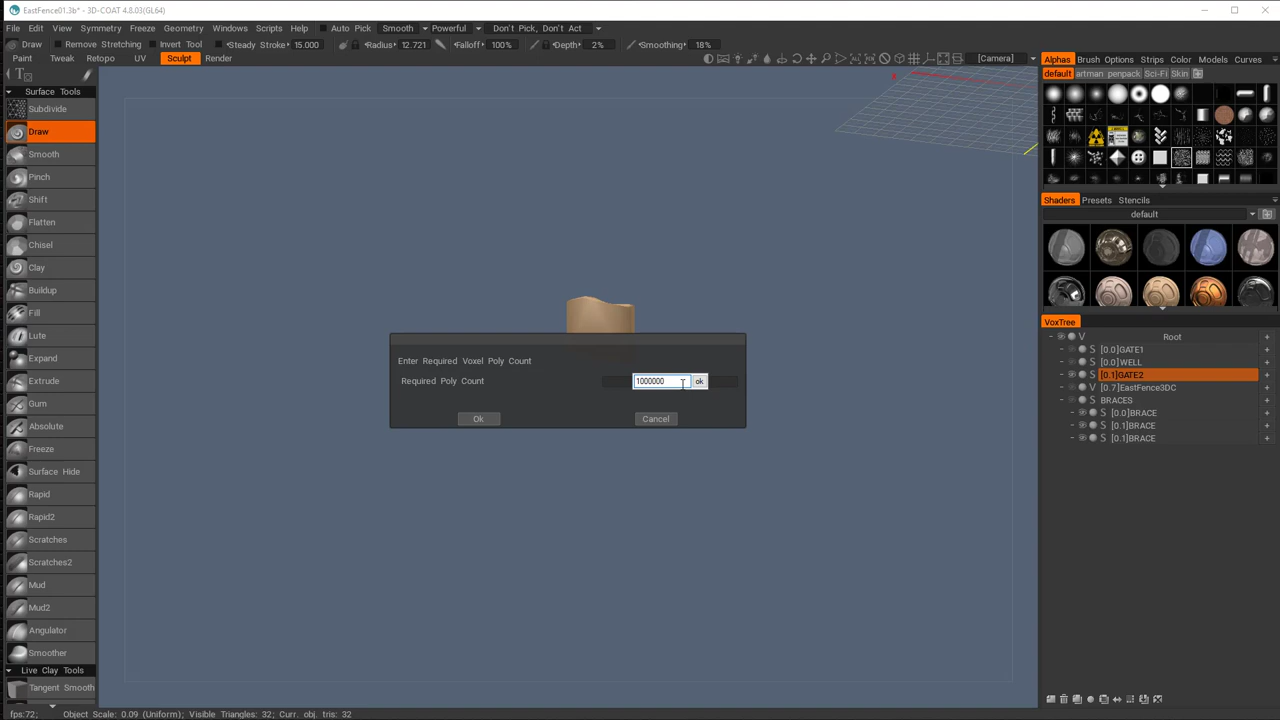 EastFence01.3b* - 3D-COAT 4.8.03(GL64)
File Edit View Symmetry Freeze Geometry Windows Scripts Help Auto Pick Smooth Powerful Don't Pick, Don't Act
Draw Remove Stretching Invert Tool Steady Stroke 15.000 Radius 12.721 Falloff 100% Depth 2% Smoothing 18%
Paint Tweak Retopo UV Sculpt Render [Camera]
Surface Tools
Subdivide
Draw
Smooth
Pinch
Shift
Flatten
Chisel
Clay
Buildup
Fill
Lute
Expand
Extrude
Gum
Absolute
Freeze
Surface Hide
Rapid
Rapid2
Scratches
Scratches2
Mud
Mud2
Angulator
Smoother
Live Clay Tools
Tangent Smooth
Enter Required Voxel Poly Count
Required Poly Count 1000000 ok
Ok Cancel
Alphas Brush Options Strips Color Models Curves
default artman penpack Sci-Fi Skin
Shaders Presets Stencils
default
VoxTree
V Root +
S [0.0]GATE1 +
S [0.0]WELL +
S [0.1]GATE2 +
V [0.7]EastFence3DC +
S BRACES +
S [0.0]BRACE +
S [0.1]BRACE +
S [0.1]BRACE +
fps:72; Object Scale: 0.09 (Uniform); Visible Triangles: 32; Curr. obj. tris: 32